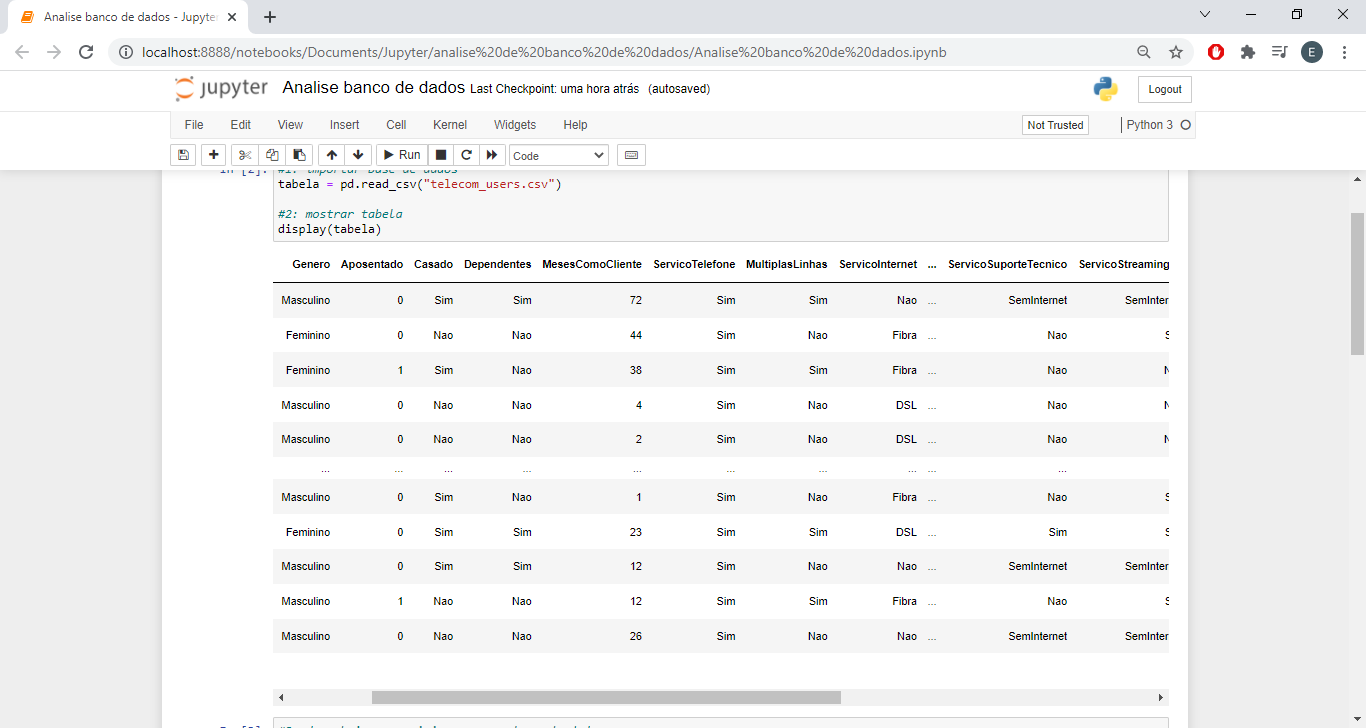 Analise banco de dados - Jupyte
localhost:8888/notebooks/Documents/Jupyter/analise%20de%20banco%20de%20dados/Analise%20banco%20de%20dados.ipynb
E
jupyter Analise banco de dados Last Checkpoint: uma hora atrás (autosaved)
Logout
File Edit View Insert Cell Kernel Widgets Help
Not Trusted Python 3
Run Code
In [2]: #1: importar base de dados
tabela = pd.read_csv("telecom_users.csv")
#2: mostrar tabela
display(tabela)
Genero Aposentado Casado Dependentes MesesComoCliente ServicoTelefone MultiplasLinhas ServicoInternet ... ServicoSuporteTecnico ServicoStreaming
Masculino 0 Sim Sim 72 Sim Sim Nao ... SemInternet SemInter
Feminino 0 Nao Nao 44 Sim Nao Fibra ... Nao S
Feminino 1 Sim Nao 38 Sim Sim Fibra ... Nao N
Masculino 0 Nao Nao 4 Sim Nao DSL ... Nao N
Masculino 0 Nao Nao 2 Sim Nao DSL ... Nao N
... ... ... ... ... ... ... ... ... ...
Masculino 0 Sim Nao 1 Sim Nao Fibra ... Nao S
Feminino 0 Sim Sim 23 Sim Sim DSL ... Sim S
Masculino 0 Sim Sim 12 Sim Nao Nao ... SemInternet SemInter
Masculino 1 Nao Nao 12 Sim Sim Fibra ... Nao S
Masculino 0 Nao Nao 26 Sim Nao Nao ... SemInternet SemInter